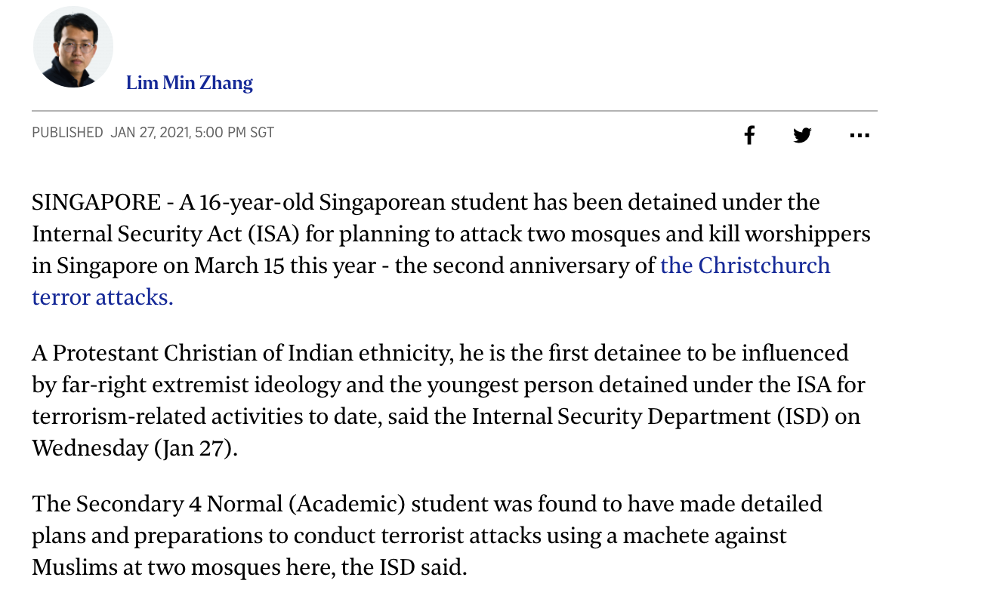 Lim Min Zhang
PUBLISHED JAN 27, 2021, 5:00 PM SGT
SINGAPORE - A 16-year-old Singaporean student has been detained under the
Internal Security Act (ISA) for planning to attack two mosques and kill worshippers
in Singapore on March 15 this year - the second anniversary of the Christchurch
terror attacks.
A Protestant Christian of Indian ethnicity, he is the first detainee to be influenced
by far-right extremist ideology and the youngest person detained under the ISA for
terrorism-related activities to date, said the Internal Security Department (ISD) on
Wednesday (Jan 27).
The Secondary 4 Normal (Academic) student was found to have made detailed
plans and preparations to conduct terrorist attacks using a machete against
Muslims at two mosques here, the ISD said.